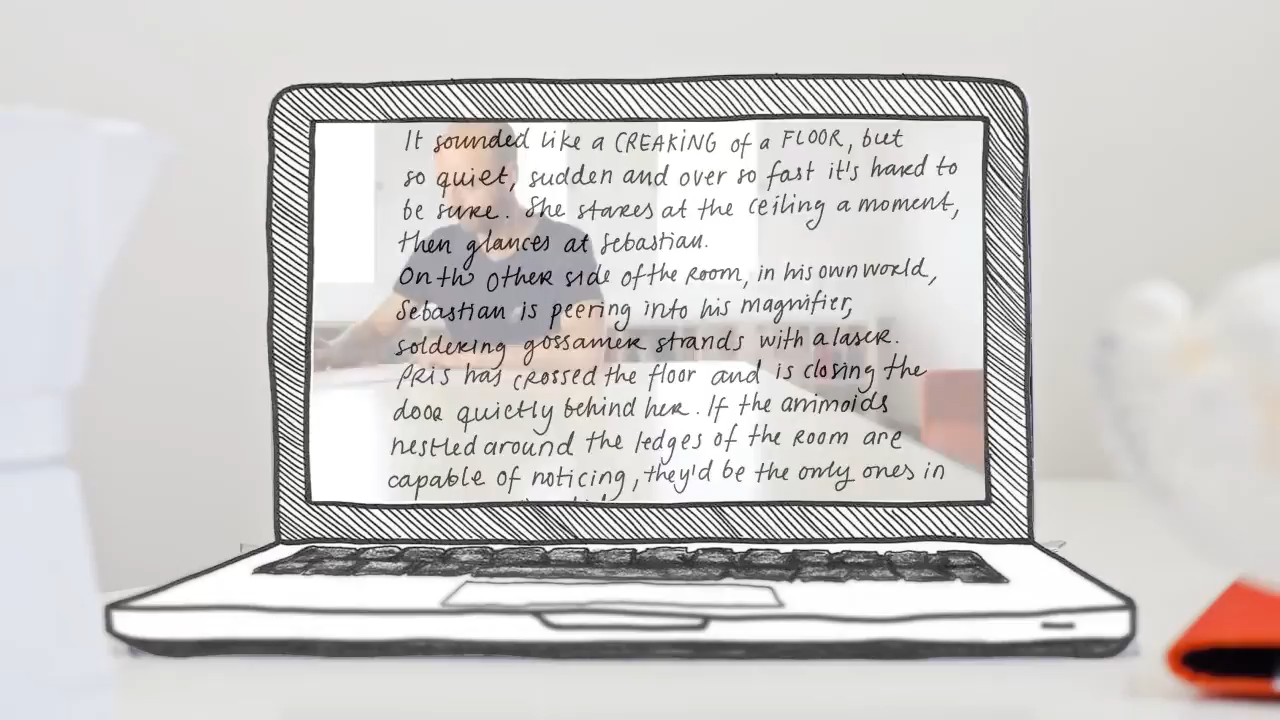 It sounded like a CREAKING of a FLOOR, but
so quiet, sudden and over so fast it's hard to
be sure. She stares at the ceiling a moment,
then glances at Sebastian.
On the other side of the Room, in his own world,
Sebastian is peering into his magnifier,
soldering gossamer strands with a laser.
PRIS has crossed the floor and is closing the
door quietly behind her. If the animoids
nestled around the ledges of the room are
capable of noticing, they'd be the only ones in